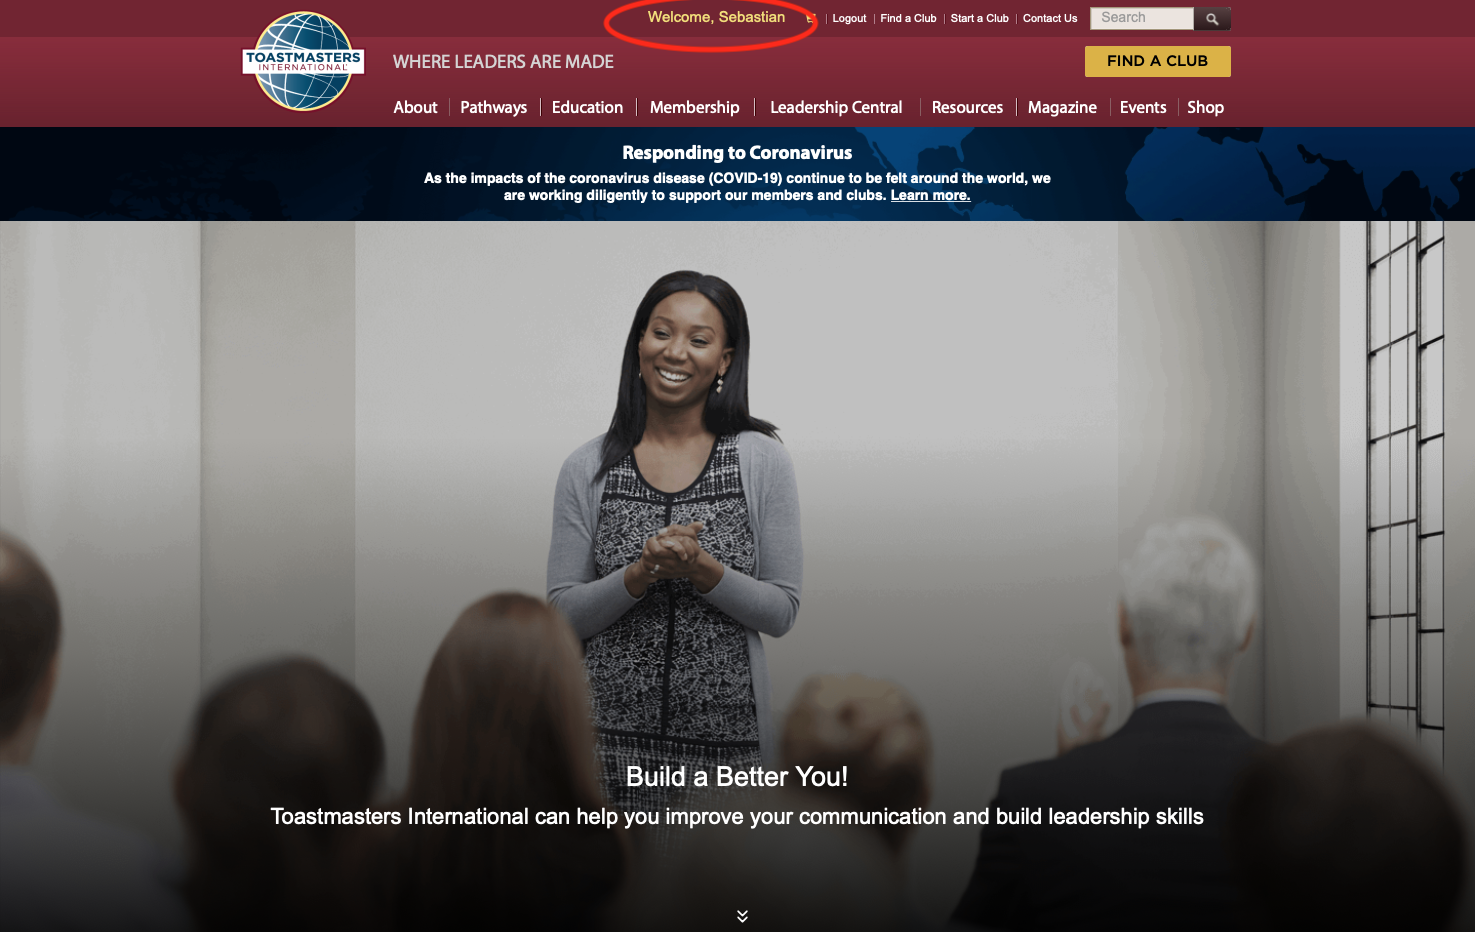 Welcome, Sebastian
Logout
Find a Club
Start a Club
Contact Us
Search
TOASTMASTERS
INTERNATIONAL
WHERE LEADERS ARE MADE
FIND A CLUB
About
Pathways
Education
Membership
Leadership Central
Resources
Magazine
Events
Shop
Responding to Coronavirus
As the impacts of the coronavirus disease (COVID-19) continue to be felt around the world, we
are working diligently to support our members and clubs. Learn more.
Build a Better You!
Toastmasters International can help you improve your communication and build leadership skills